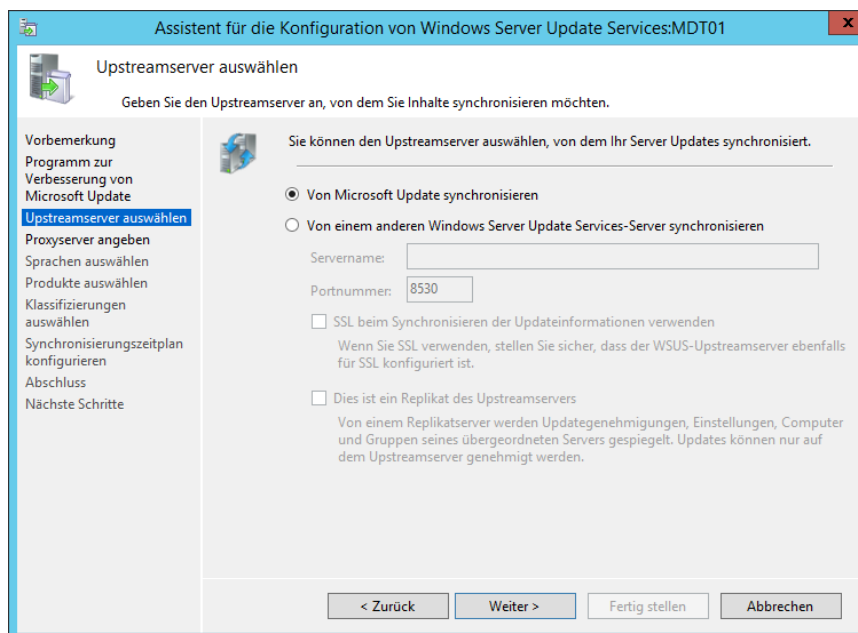 Assistent für die Konfiguration von Windows Server Update Services:MDT01
x
Upstreamserver auswählen
Geben Sie den Upstreamserver an, von dem Sie Inhalte synchronisieren möchten.
Vorbemerkung
Programm zur
Verbesserung von
Microsoft Update
Upstreamserver auswählen
Proxyserver angeben
Sprachen auswählen
Produkte auswählen
Klassifizierungen
auswählen
Synchronisierungszeitplan
konfigurieren
Abschluss
Nächste Schritte
Sie können den Upstreamserver auswählen, von dem Ihr Server Updates synchronisiert.
Von Microsoft Update synchronisieren
Von einem anderen Windows Server Update Services-Server synchronisieren
Servername:
Portnummer: 8530
SSL beim Synchronisieren der Updateinformationen verwenden
Wenn Sie SSL verwenden, stellen Sie sicher, dass der WSUS-Upstreamserver ebenfalls
für SSL konfiguriert ist.
Dies ist ein Replikat des Upstreamservers
Von einem Replikatserver werden Updategenehmigungen, Einstellungen, Computer
und Gruppen seines übergeordneten Servers gespiegelt. Updates können nur auf
dem Upstreamserver genehmigt werden.
< Zurück
Weiter >
Fertig stellen
Abbrechen